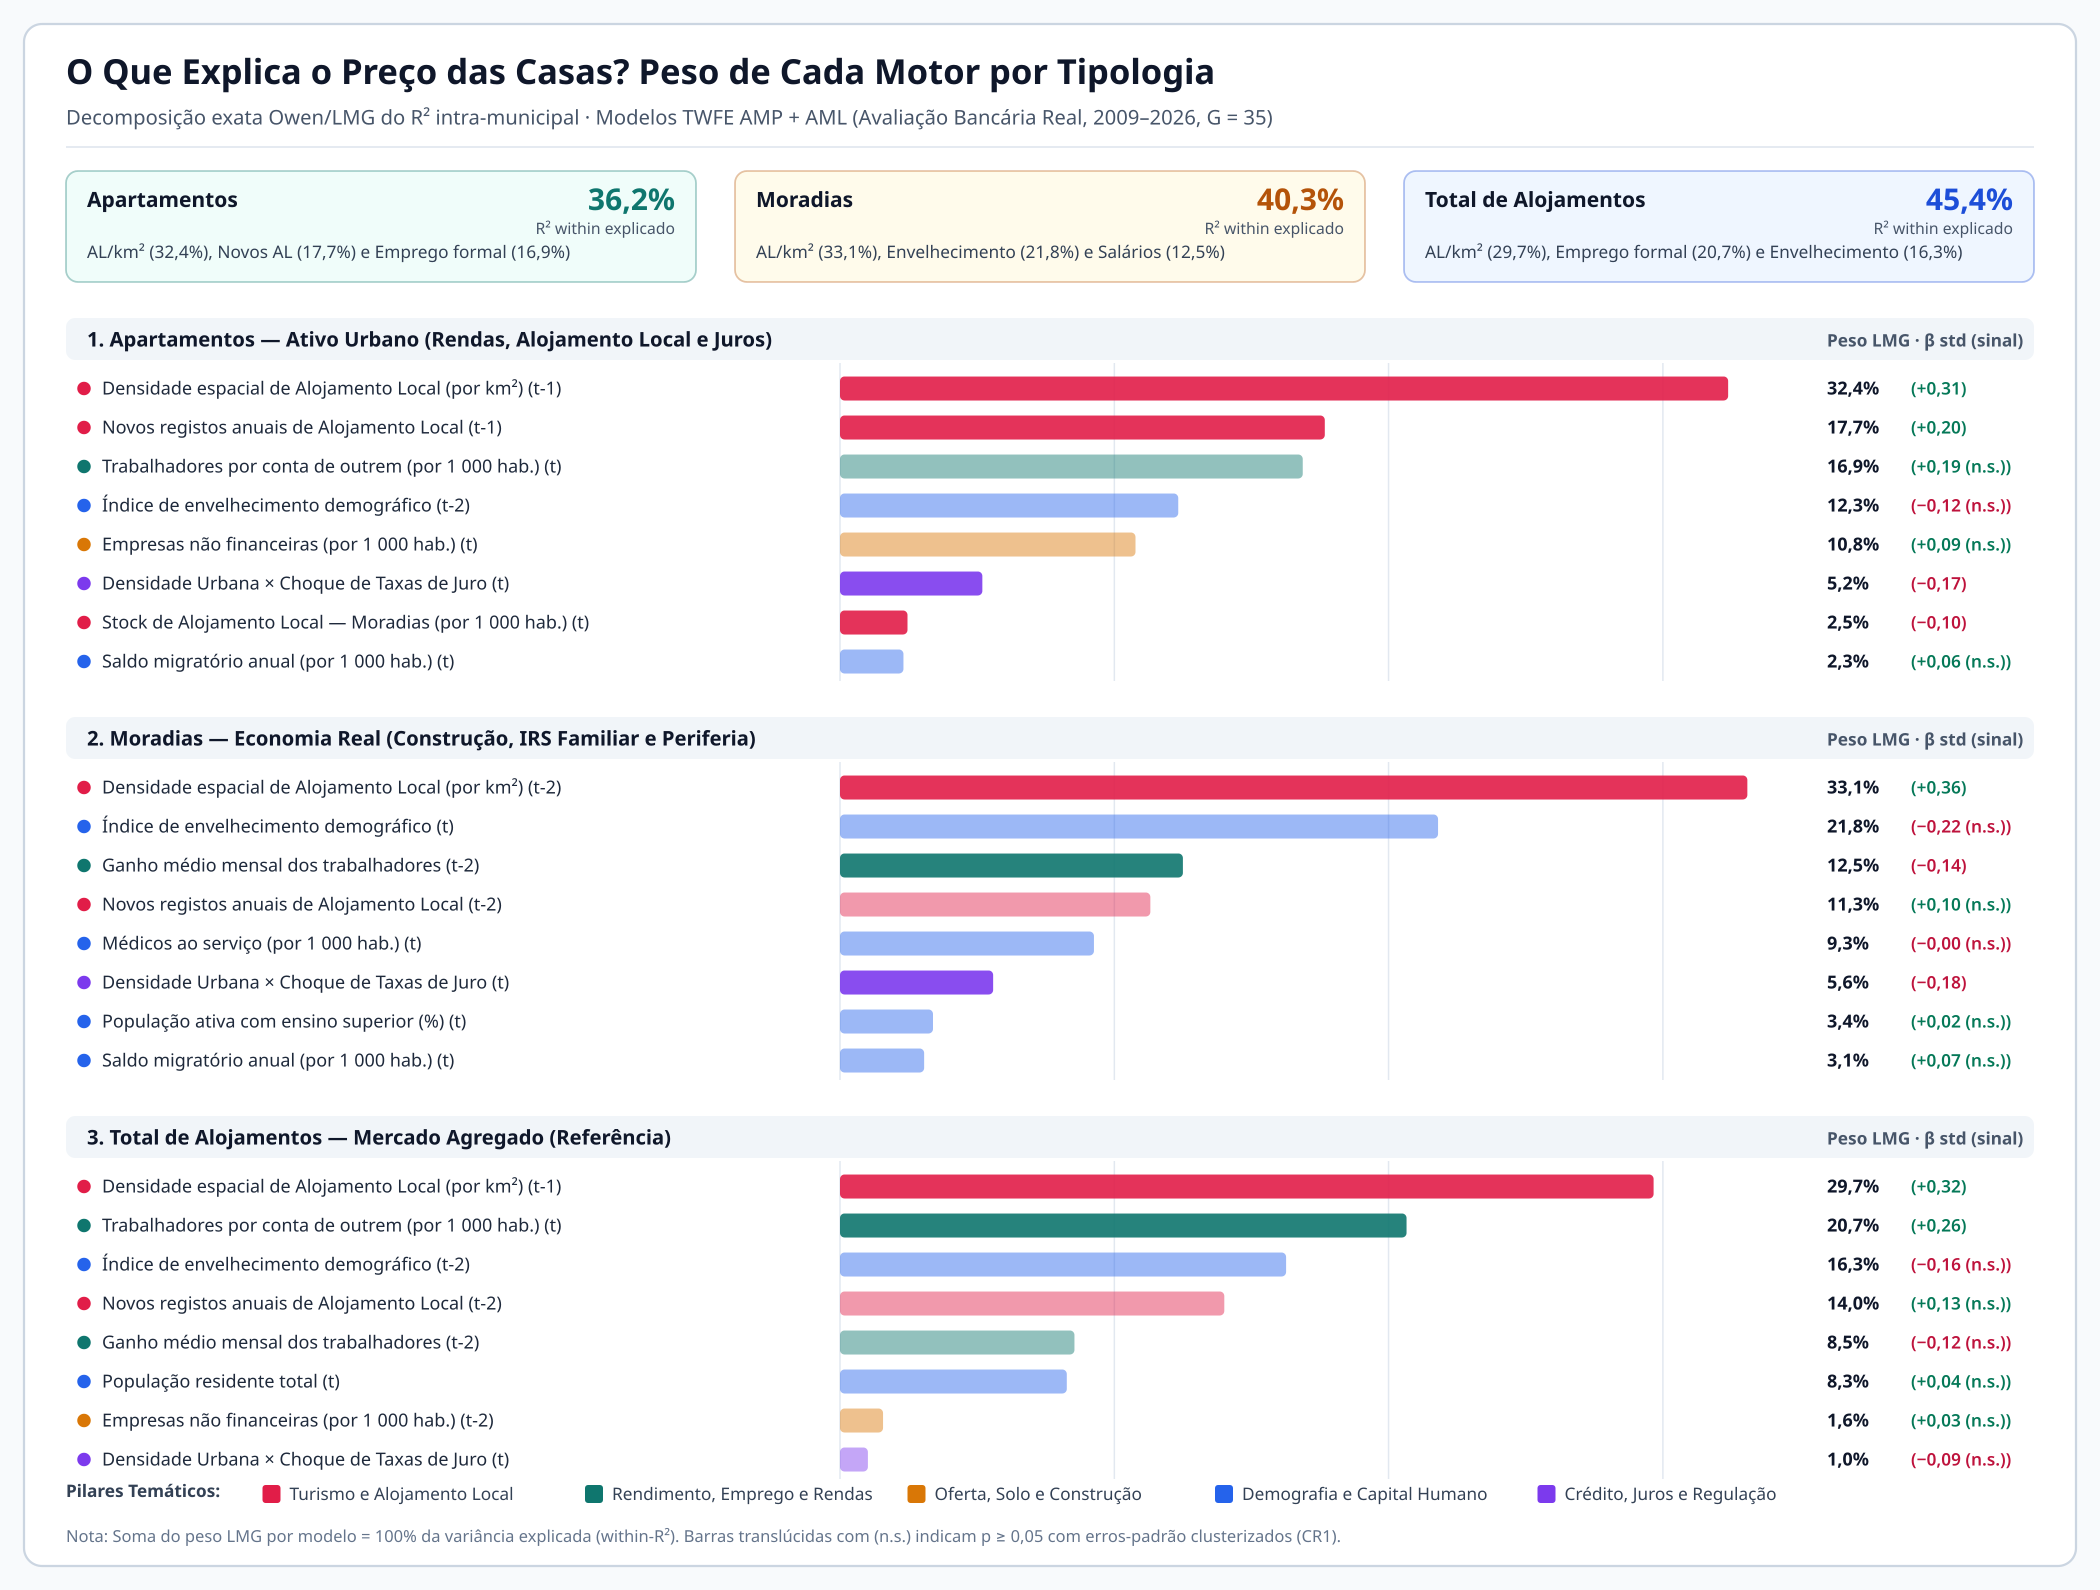 O Que Explica o Preço das Casas? Peso de Cada Motor por Tipologia
Decomposição exata Owen/LMG do R² intra-municipal · Modelos TWFE AMP + AML (Avaliação Bancária Real, 2009–2026, G = 35)
Apartamentos
36,2%
R² within explicado
AL/km² (32,4%), Novos AL (17,7%) e Emprego formal (16,9%)
Moradias
40,3%
R² within explicado
AL/km² (33,1%), Envelhecimento (21,8%) e Salários (12,5%)
Total de Alojamentos
45,4%
R² within explicado
AL/km² (29,7%), Emprego formal (20,7%) e Envelhecimento (16,3%)
1. Apartamentos — Ativo Urbano (Rendas, Alojamento Local e Juros) Peso LMG · β std (sinal)
Densidade espacial de Alojamento Local (por km²) (t-1) 32,4% (+0,31)
Novos registos anuais de Alojamento Local (t-1) 17,7% (+0,20)
Trabalhadores por conta de outrem (por 1 000 hab.) (t) 16,9% (+0,19 (n.s.))
Índice de envelhecimento demográfico (t-2) 12,3% (−0,12 (n.s.))
Empresas não financeiras (por 1 000 hab.) (t) 10,8% (+0,09 (n.s.))
Densidade Urbana × Choque de Taxas de Juro (t) 5,2% (−0,17)
Stock de Alojamento Local — Moradias (por 1 000 hab.) (t) 2,5% (−0,10)
Saldo migratório anual (por 1 000 hab.) (t) 2,3% (+0,06 (n.s.))
2. Moradias — Economia Real (Construção, IRS Familiar e Periferia) Peso LMG · β std (sinal)
Densidade espacial de Alojamento Local (por km²) (t-2) 33,1% (+0,36)
Índice de envelhecimento demográfico (t) 21,8% (−0,22 (n.s.))
Ganho médio mensal dos trabalhadores (t-2) 12,5% (−0,14)
Novos registos anuais de Alojamento Local (t-2) 11,3% (+0,10 (n.s.))
Médicos ao serviço (por 1 000 hab.) (t) 9,3% (−0,00 (n.s.))
Densidade Urbana × Choque de Taxas de Juro (t) 5,6% (−0,18)
População ativa com ensino superior (%) (t) 3,4% (+0,02 (n.s.))
Saldo migratório anual (por 1 000 hab.) (t) 3,1% (+0,07 (n.s.))
3. Total de Alojamentos — Mercado Agregado (Referência) Peso LMG · β std (sinal)
Densidade espacial de Alojamento Local (por km²) (t-1) 29,7% (+0,32)
Trabalhadores por conta de outrem (por 1 000 hab.) (t) 20,7% (+0,26)
Índice de envelhecimento demográfico (t-2) 16,3% (−0,16 (n.s.))
Novos registos anuais de Alojamento Local (t-2) 14,0% (+0,13 (n.s.))
Ganho médio mensal dos trabalhadores (t-2) 8,5% (−0,12 (n.s.))
População residente total (t) 8,3% (+0,04 (n.s.))
Empresas não financeiras (por 1 000 hab.) (t-2) 1,6% (+0,03 (n.s.))
Densidade Urbana × Choque de Taxas de Juro (t) 1,0% (−0,09 (n.s.))
Pilares Temáticos: Turismo e Alojamento Local Rendimento, Emprego e Rendas Oferta, Solo e Construção Demografia e Capital Humano Crédito, Juros e Regulação
Nota: Soma do peso LMG por modelo = 100% da variância explicada (within-R²). Barras translúcidas com (n.s.) indicam p ≥ 0,05 com erros-padrão clusterizados (CR1).